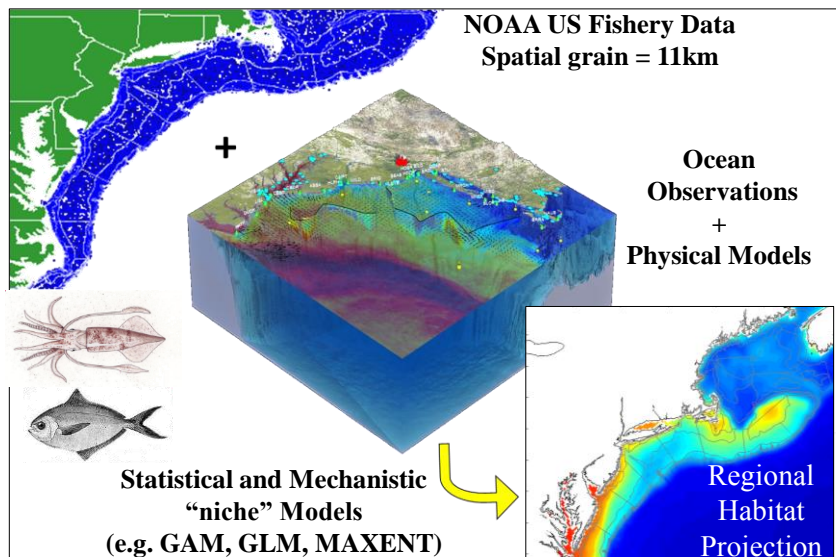 NOAA US Fishery Data
Spatial grain = 11km
+
Ocean
Observations
+
Physical Models
Statistical and Mechanistic
“niche” Models
(e.g. GAM, GLM, MAXENT)
Regional
Habitat
Projection